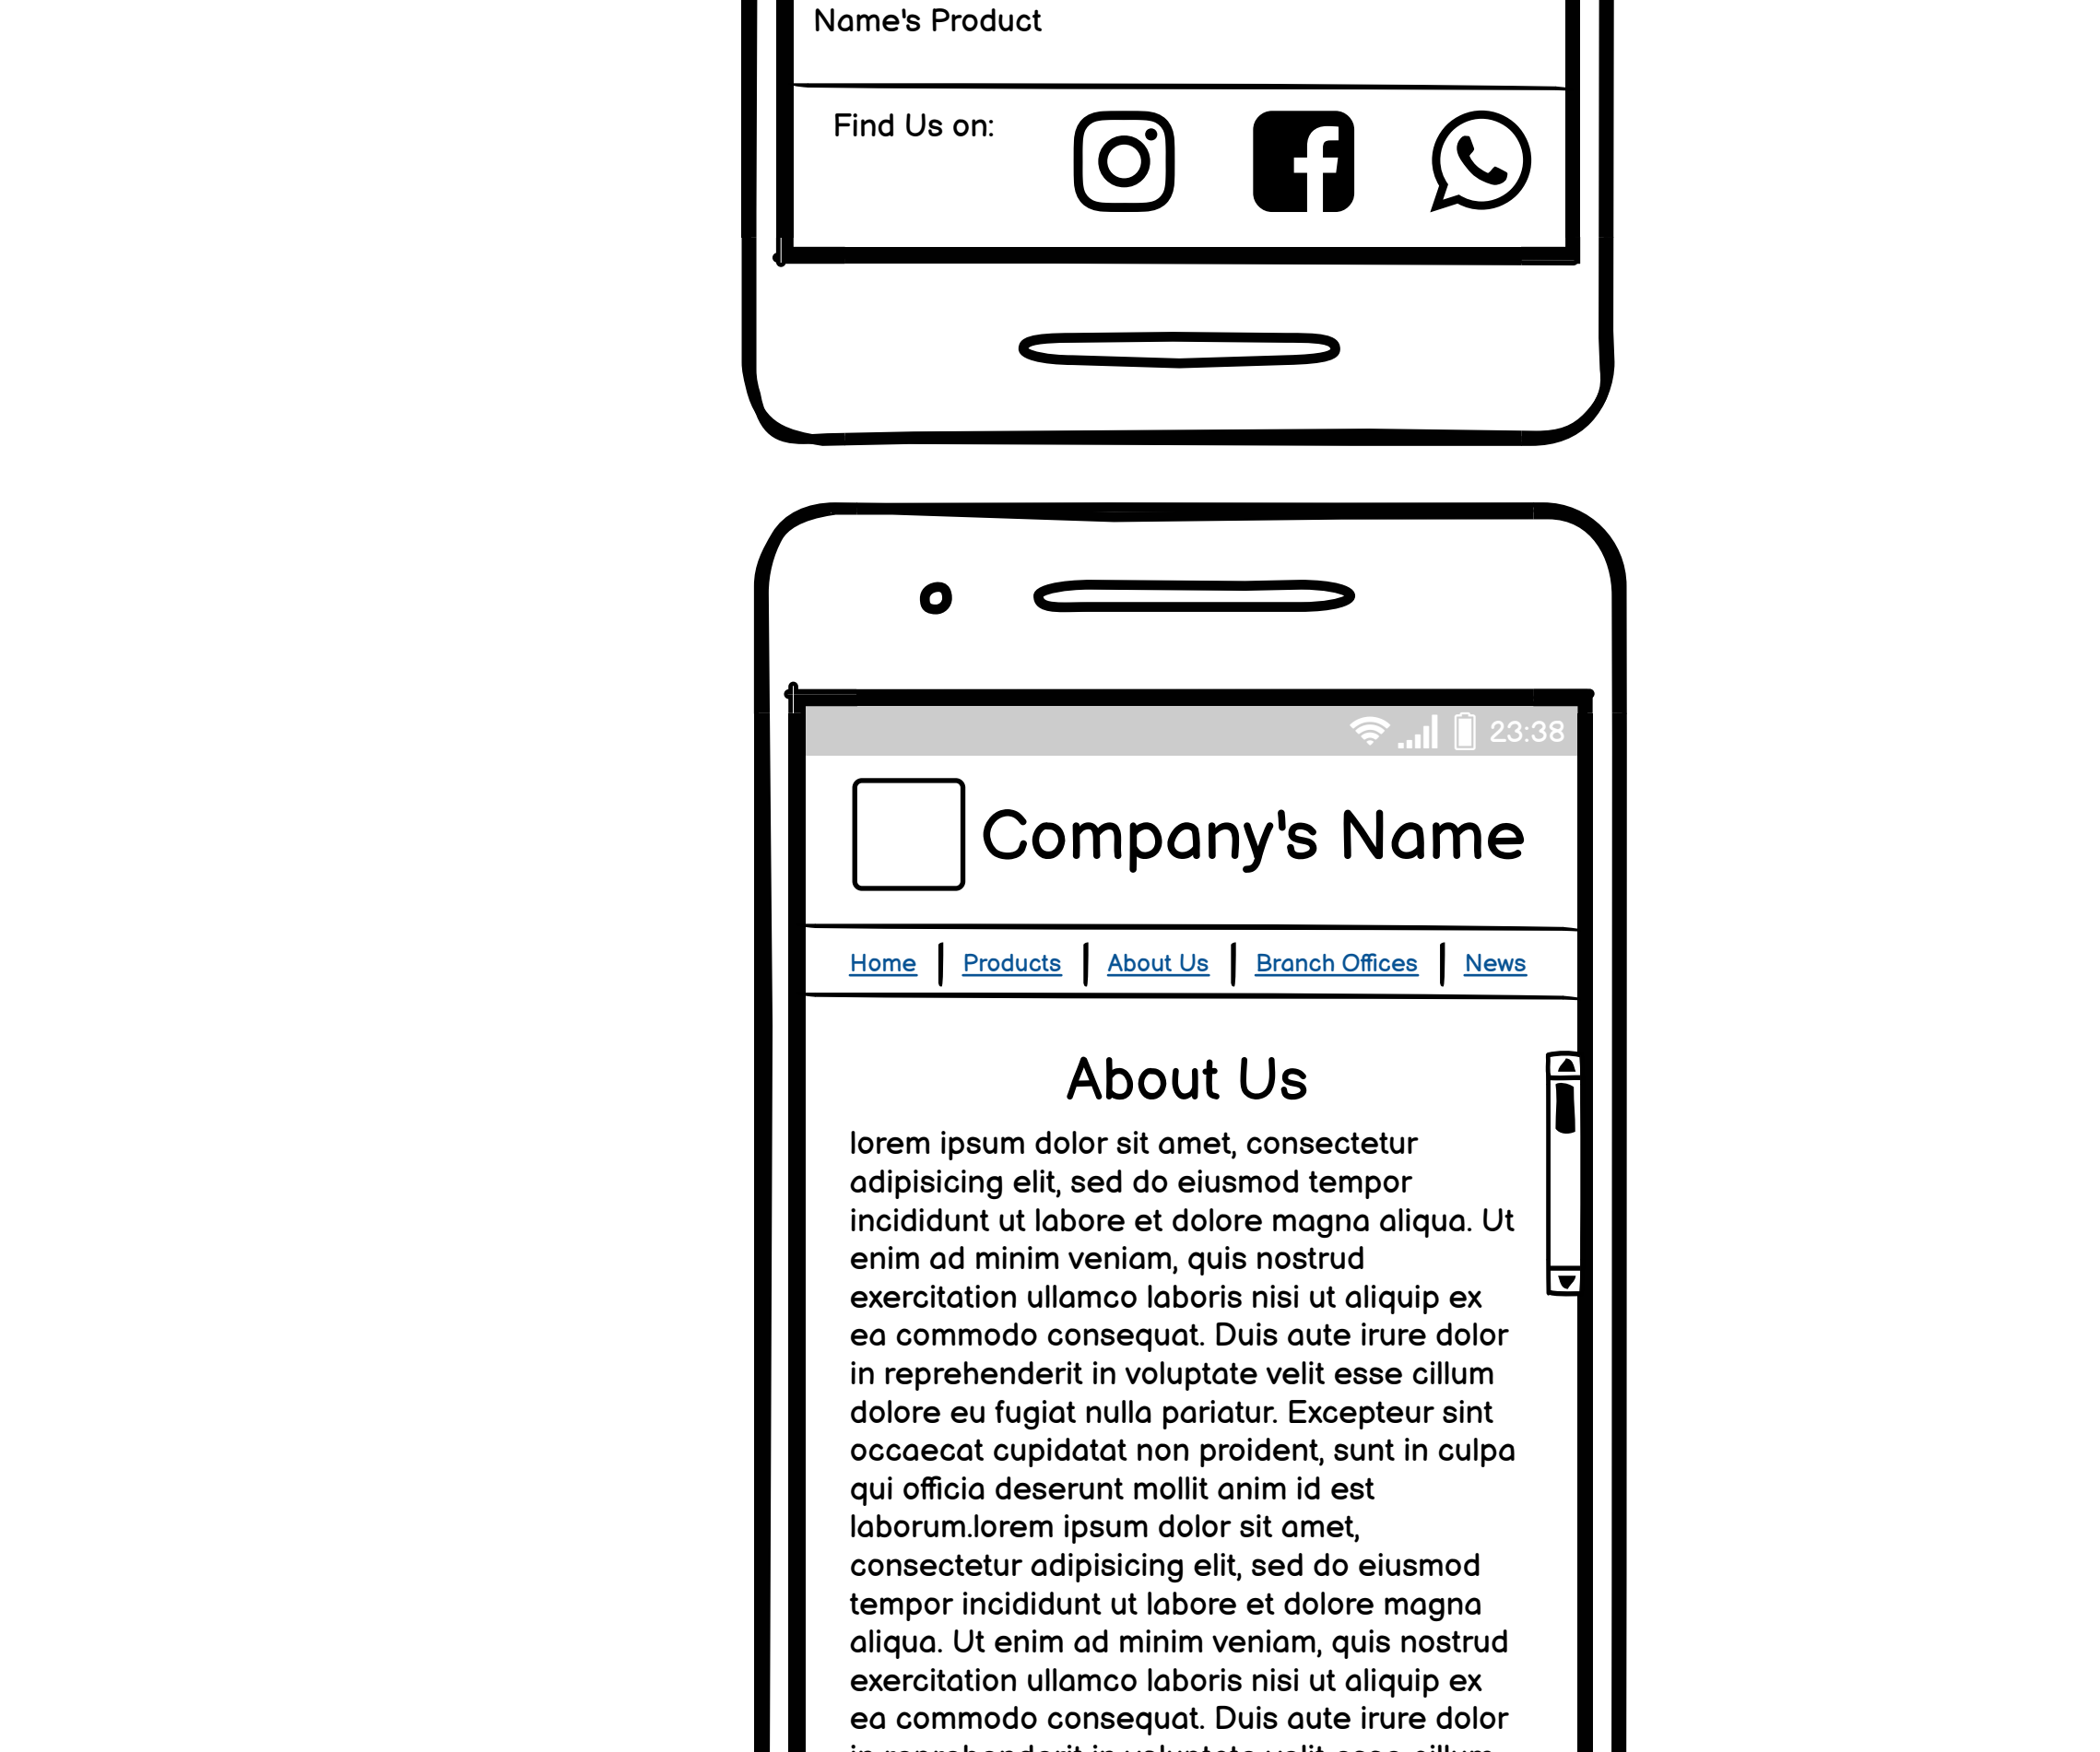 Name's Product
Find Us on:
23:38
Company's Name
Home Products About Us Branch Offices News
About Us
lorem ipsum dolor sit amet, consectetur
adipisicing elit, sed do eiusmod tempor
incididunt ut labore et dolore magna aliqua. Ut
enim ad minim veniam, quis nostrud
exercitation ullamco laboris nisi ut aliquip ex
ea commodo consequat. Duis aute irure dolor
in reprehenderit in voluptate velit esse cillum
dolore eu fugiat nulla pariatur. Excepteur sint
occaecat cupidatat non proident, sunt in culpa
qui officia deserunt mollit anim id est
laborum.lorem ipsum dolor sit amet,
consectetur adipisicing elit, sed do eiusmod
tempor incididunt ut labore et dolore magna
aliqua. Ut enim ad minim veniam, quis nostrud
exercitation ullamco laboris nisi ut aliquip ex
ea commodo consequat. Duis aute irure dolor